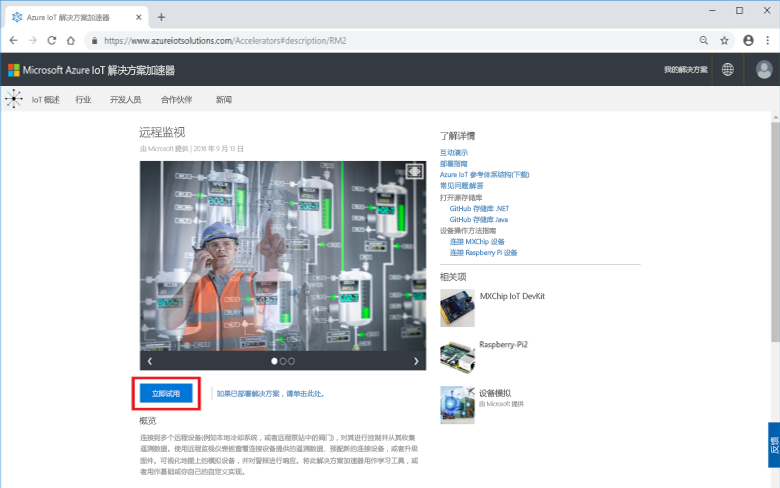 Azure IoT 解决方案加速器
https://www.azureiotsolutions.com/Accelerators#description/RM2
Microsoft Azure IoT 解决方案加速器
我的解决方案
IoT 概述
行业
开发人员
合作伙伴
新闻
远程监视
由 Microsoft 提供 | 2018 年 9 月 13 日
立即试用
如果已部署解决方案，请单击此处。
概览
连接到多个远程设备(例如本地冷却系统，或者远程泵站中的阀门)，对其进行控制并从其收集
遥测数据。使用远程监视仪表板查看连接设备提供的遥测数据、预配新的连接设备，或者升级
固件。可视化地图上的模拟设备，并对警报进行响应。将此解决方案加速器用作学习工具，或
者用作基础或你自己的自定义实现。
了解详情
互动演示
部署指南
Azure IoT 参考体系结构(下载)
常见问题解答
打开源存储库
GitHub 存储库 .NET
GitHub 存储库 Java
设备操作方法指南
连接 MXChip 设备
连接 Raspberry Pi 设备
相关项
MXChip IoT DevKit
Raspberry-Pi2
设备模拟
由 Microsoft 提供
反馈